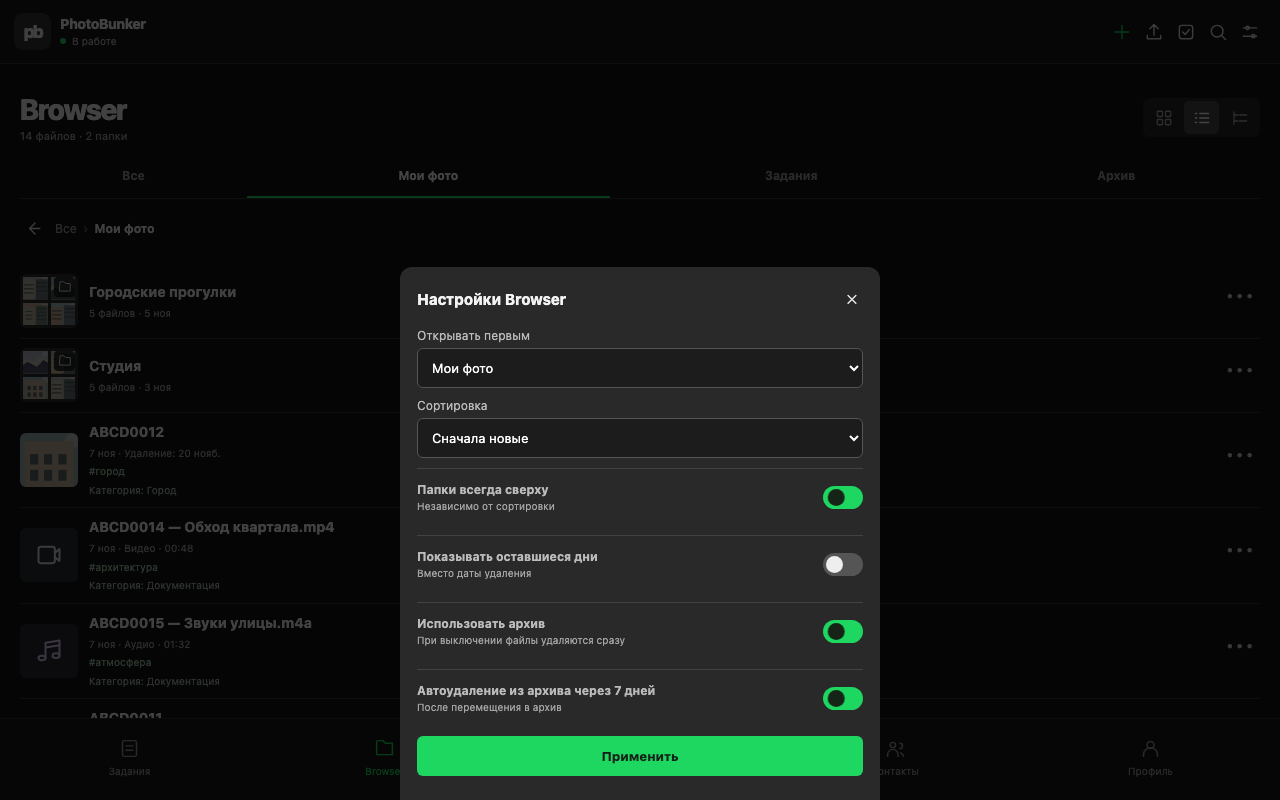 pb
PhotoBunker
В работе
Browser
14 файлов · 2 папки
Все
Мои фото
Задания
Архив
Все › Мои фото
Городские прогулки
5 файлов · 5 ноя
Студия
5 файлов · 3 ноя
ABCD0012
7 ноя · Удаление: 20 нояб.
#город
Категория: Город
ABCD0014 — Обход квартала.mp4
7 ноя · Видео · 00:48
#архитектура
Категория: Документация
ABCD0015 — Звуки улицы.m4a
7 ноя · Аудио · 01:32
#атмосфера
Категория: Документация
ABCD0011
Настройки Browser
Открывать первым
Мои фото
Сортировка
Сначала новые
Папки всегда сверху
Независимо от сортировки
Показывать оставшиеся дни
Вместо даты удаления
Использовать архив
При выключении файлы удаляются сразу
Автоудаление из архива через 7 дней
После перемещения в архив
Применить
Задания
Browse
онтакты
Профиль